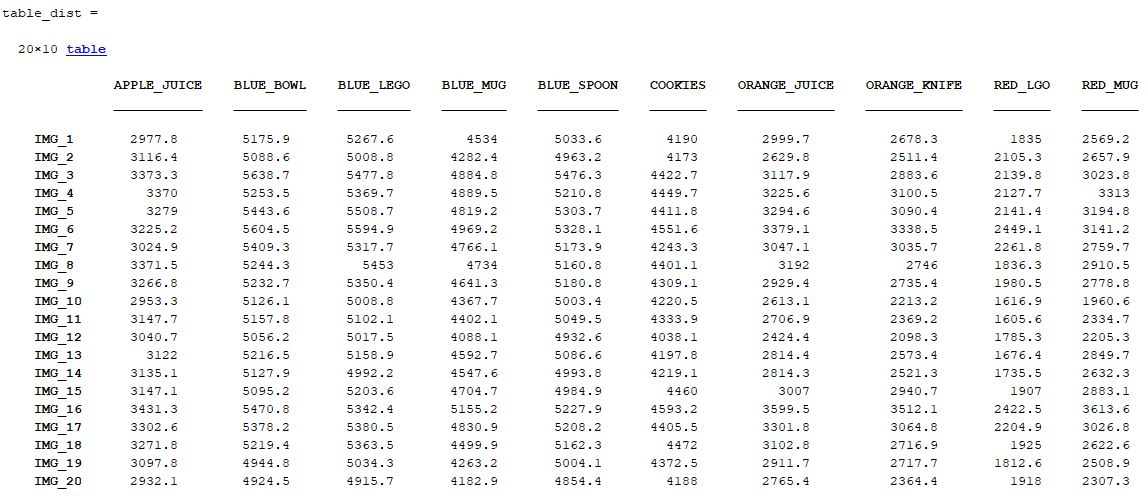 table_dist =
20×10 table
APPLE_JUICE BLUE_BOWL BLUE_LEGO BLUE_MUG BLUE_SPOON COOKIES ORANGE_JUICE ORANGE_KNIFE RED_LGO RED_MUG
IMG_1 2977.8 5175.9 5267.6 4534 5033.6 4190 2999.7 2678.3 1835 2569.2
IMG_2 3116.4 5088.6 5008.8 4282.4 4963.2 4173 2629.8 2511.4 2105.3 2657.9
IMG_3 3373.3 5638.7 5477.8 4884.8 5476.3 4422.7 3117.9 2883.6 2139.8 3023.8
IMG_4 3370 5253.5 5369.7 4889.5 5210.8 4449.7 3225.6 3100.5 2127.7 3313
IMG_5 3279 5443.6 5508.7 4819.2 5303.7 4411.8 3294.6 3090.4 2141.4 3194.8
IMG_6 3225.2 5604.5 5594.9 4969.2 5328.1 4551.6 3379.1 3338.5 2449.1 3141.2
IMG_7 3024.9 5409.3 5317.7 4766.1 5173.9 4243.3 3047.1 3035.7 2261.8 2759.7
IMG_8 3371.5 5244.3 5453 4734 5160.8 4401.1 3192 2746 1836.3 2910.5
IMG_9 3266.8 5232.7 5350.4 4641.3 5180.8 4309.1 2929.4 2735.4 1980.5 2778.8
IMG_10 2953.3 5126.1 5008.8 4367.7 5003.4 4220.5 2613.1 2213.2 1616.9 1960.6
IMG_11 3147.7 5157.8 5102.1 4402.1 5049.5 4333.9 2706.9 2369.2 1605.6 2334.7
IMG_12 3040.7 5056.2 5017.5 4088.1 4932.6 4038.1 2424.4 2098.3 1785.3 2205.3
IMG_13 3122 5216.5 5158.9 4592.7 5086.6 4197.8 2814.4 2573.4 1676.4 2849.7
IMG_14 3135.1 5127.9 4992.2 4547.6 4993.8 4219.1 2814.3 2521.3 1735.5 2632.3
IMG_15 3147.1 5095.2 5203.6 4704.7 4984.9 4460 3007 2940.7 1907 2883.1
IMG_16 3431.3 5470.8 5342.4 5155.2 5227.9 4593.2 3599.5 3512.1 2422.5 3613.6
IMG_17 3302.6 5378.2 5380.5 4830.9 5208.2 4405.5 3301.8 3064.8 2204.9 3026.8
IMG_18 3271.8 5219.4 5363.5 4499.9 5162.3 4472 3102.8 2716.9 1925 2622.6
IMG_19 3097.8 4944.8 5034.3 4263.2 5004.1 4372.5 2911.7 2717.7 1812.6 2508.9
IMG_20 2932.1 4924.5 4915.7 4182.9 4854.4 4188 2765.4 2364.4 1918 2307.3